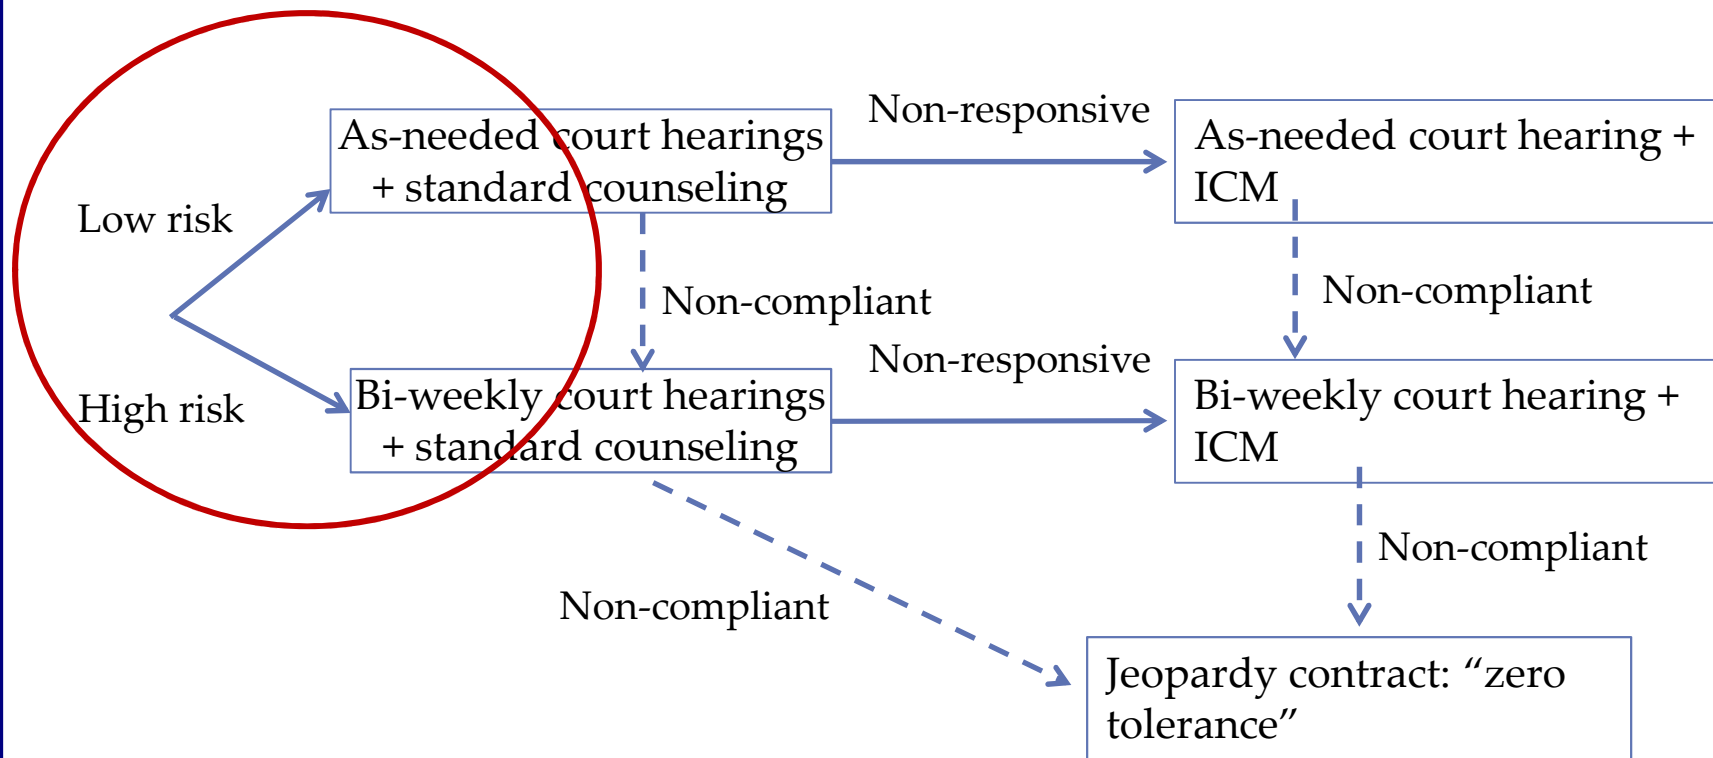 Non-responsive
As-needed court hearings
+ standard counseling
As-needed court hearing +
ICM
Low risk
Non-compliant
Non-compliant
Non-responsive
High risk
Bi-weekly court hearings
+ standard counseling
Bi-weekly court hearing +
ICM
Non-compliant
Non-compliant
Jeopardy contract: “zero
tolerance”